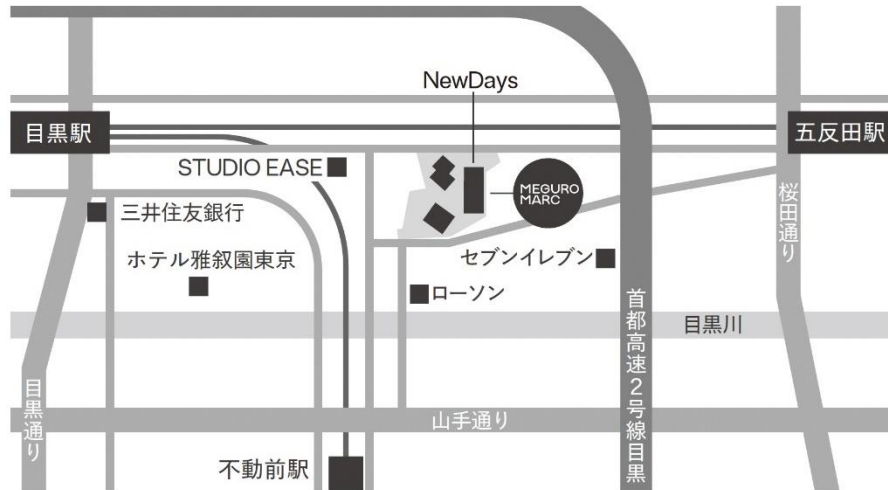 NewDays
目黒駅
五反田駅
STUDIO EASE
MEGURO
MARC
三井住友銀行
桜田通り
ホテル雅叙園東京
セブンイレブン
ローソン
首都高速2号線目黒
目黒川
目黒通り
山手通り
不動前駅